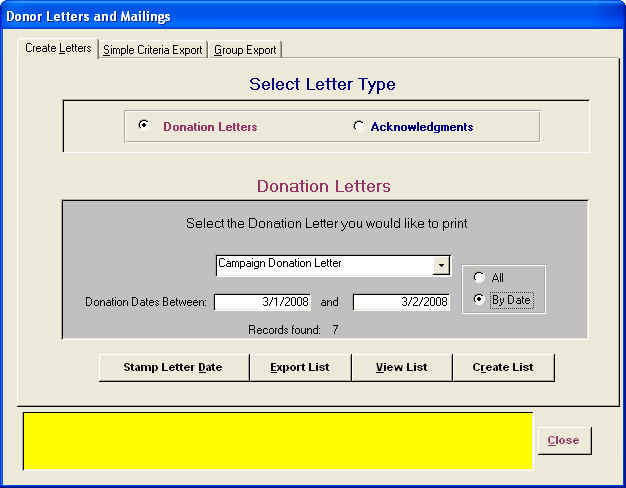 Donor Letters and Mailings
Create Letters Simple Criteria Export Group Export
Select Letter Type
Donation Letters Acknowledgments
Donation Letters
Select the Donation Letter you would like to print
Campaign Donation Letter
All
Donation Dates Between: 3/1/2008 and 3/2/2008 By Date
Records found: 7
Stamp Letter Date Export List View List Create List
Close